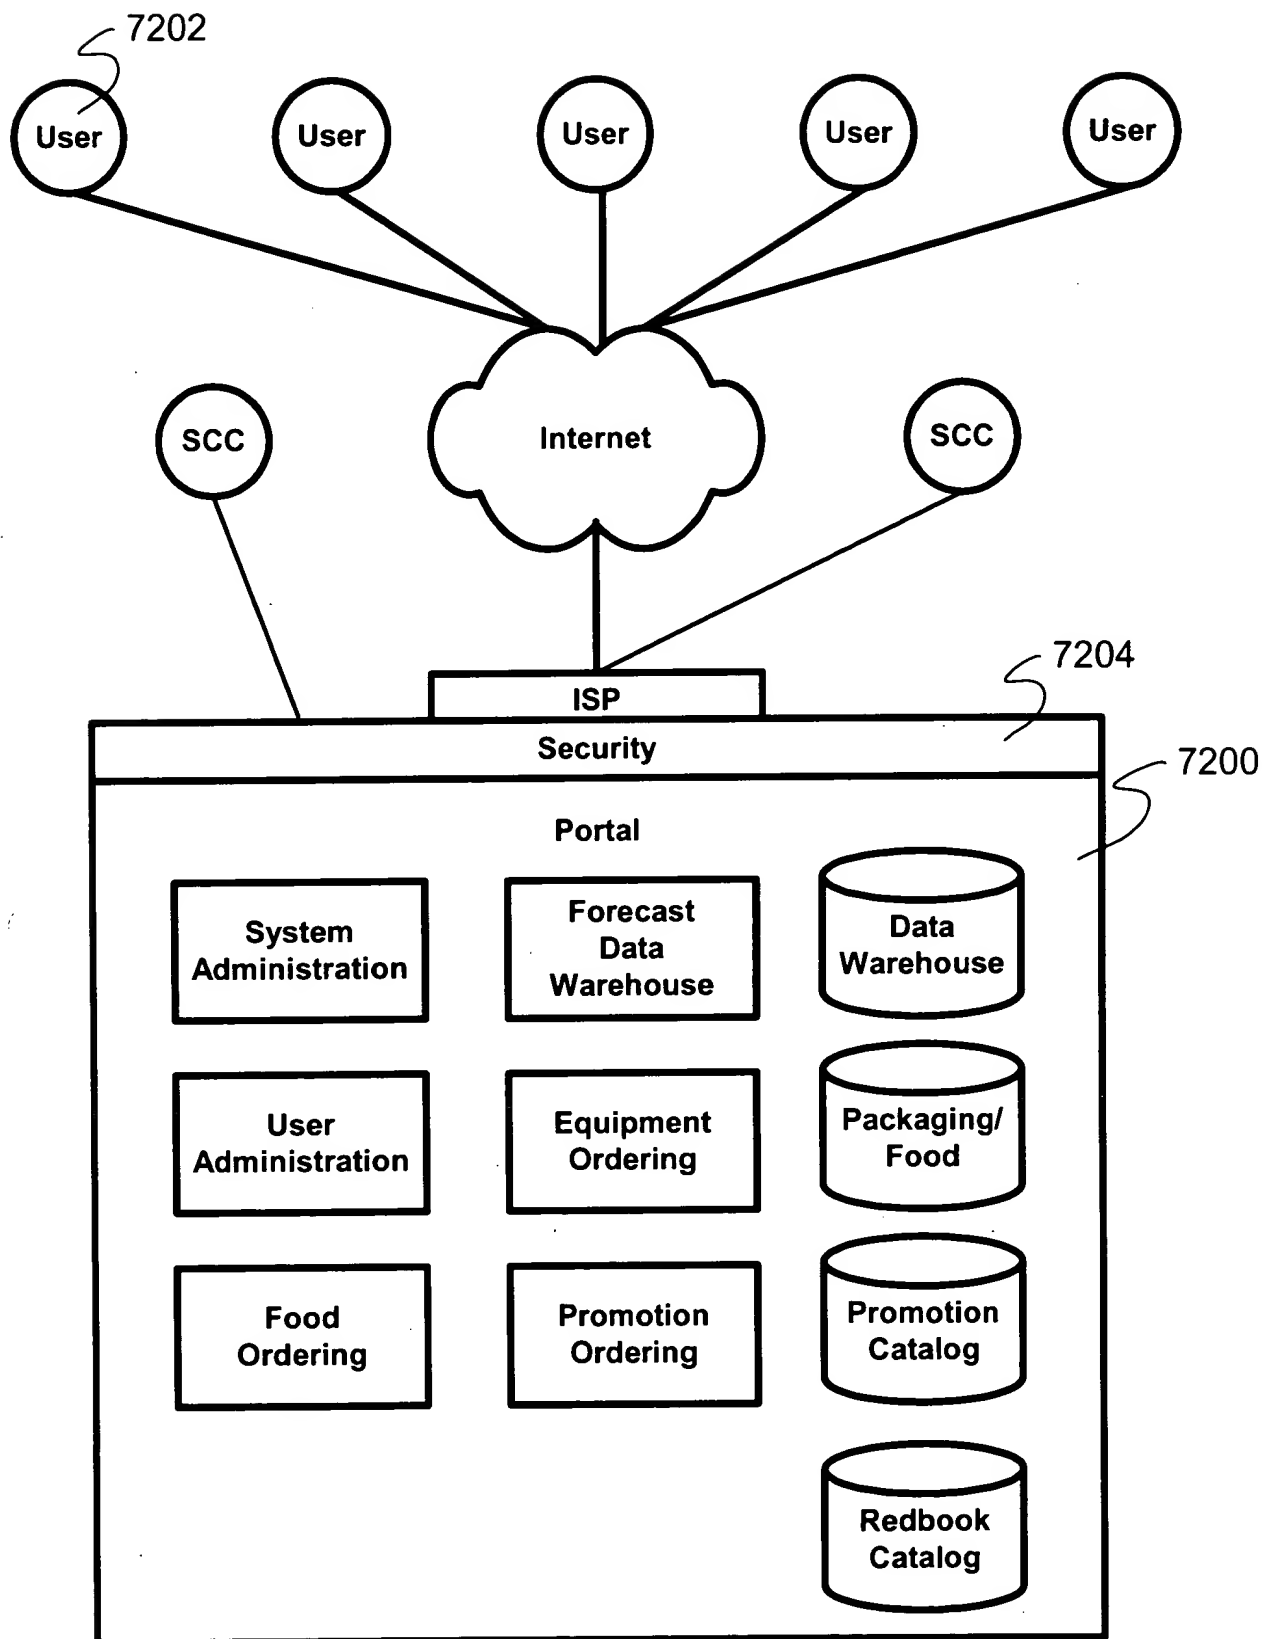 7202
User
User
User
User
User
SCC
Internet
SCC
7204
ISP
Security
7200
Portal
System
Administration
Forecast
Data
Warehouse
Data
Warehouse
User
Administration
Equipment
Ordering
Packaging/
Food
Food
Ordering
Promotion
Ordering
Promotion
Catalog
Redbook
Catalog